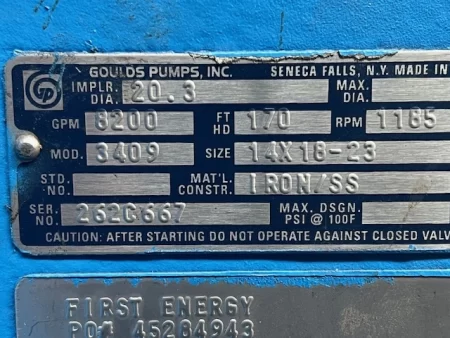 GOULDS PUMPS, INC. SENECA FALLS, N.Y. MADE IN
IMPLR. DIA. 20.3 MAX. DIA.
GPM 8200 FT HD 170 RPM 1185
MOD. 3409 SIZE 14X18-23
STD. NO. MAT'L. CONSTR. IRON/SS
SER. NO. 262C667 MAX. DSGN. PSI @ 100F
CAUTION: AFTER STARTING DO NOT OPERATE AGAINST CLOSED VALV
FIRST ENERGY
PO# 45284943